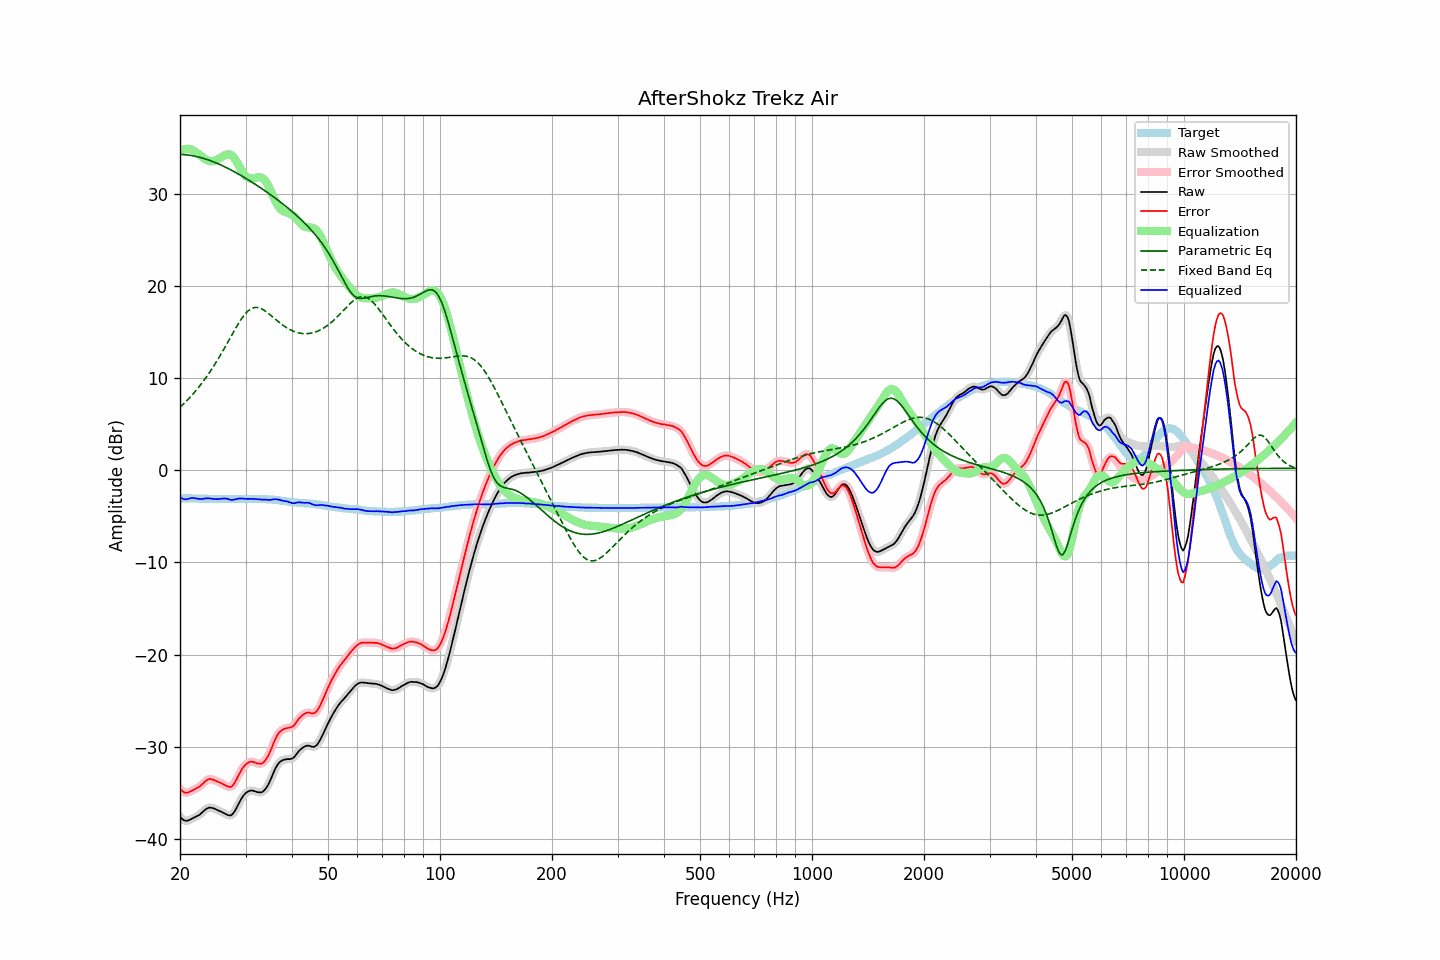 AfterShokz Trekz Air
Target
Raw Smoothed
Error Smoothed
Raw
Error
Equalization
Parametric Eq
Fixed Band Eq
Equalized
Amplitude (dBr)
30
20
10
0
−10
−20
−30
−40
20
50
100
200
500
1000
2000
5000
10000
20000
Frequency (Hz)